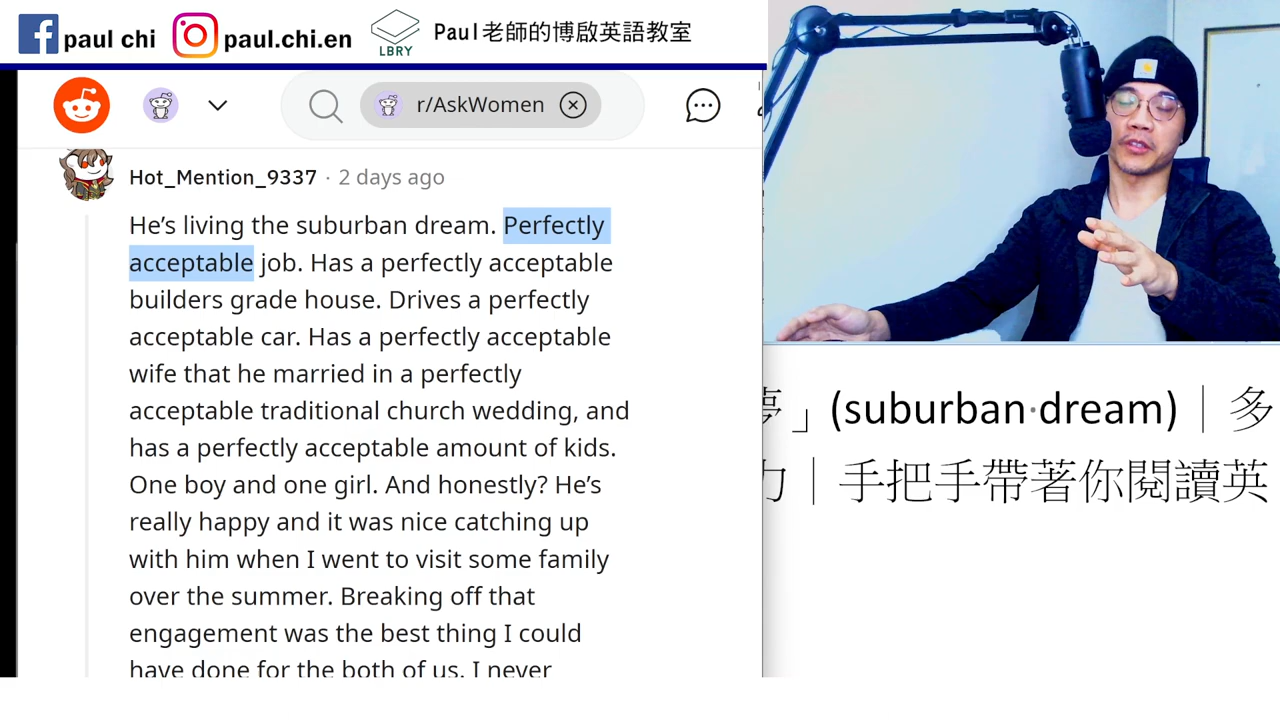 paul chi
paul.chi.en
LBRY
Paul老師的博啟英語教室
r/AskWomen
Hot_Mention_9337 · 2 days ago
He’s living the suburban dream. Perfectly
acceptable job. Has a perfectly acceptable
builders grade house. Drives a perfectly
acceptable car. Has a perfectly acceptable
wife that he married in a perfectly
acceptable traditional church wedding, and
has a perfectly acceptable amount of kids.
One boy and one girl. And honestly? He’s
really happy and it was nice catching up
with him when I went to visit some family
over the summer. Breaking off that
engagement was the best thing I could
have done for the both of us. I never
夢」(suburban·dream)｜多
力｜手把手帶著你閱讀英